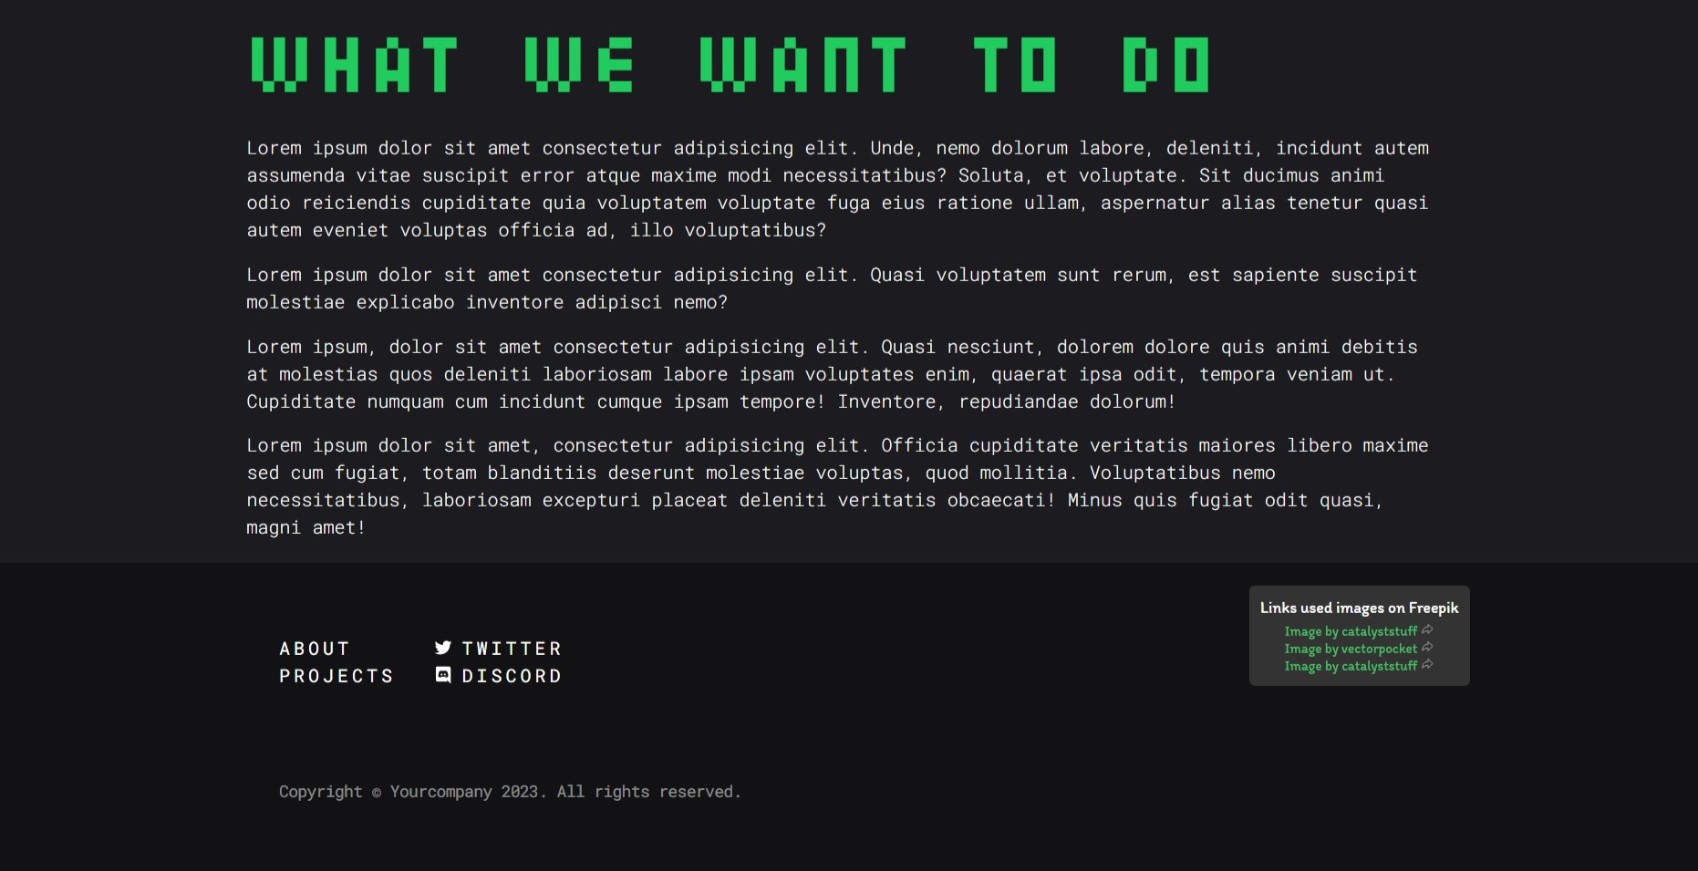 WHAT WE WANT TO DO
Lorem ipsum dolor sit amet consectetur adipisicing elit. Unde, nemo dolorum labore, deleniti, incidunt autem
assumenda vitae suscipit error atque maxime modi necessitatibus? Soluta, et voluptate. Sit ducimus animi
odio reiciendis cupiditate quia voluptatem voluptate fuga eius ratione ullam, aspernatur alias tenetur quasi
autem eveniet voluptas officia ad, illo voluptatibus?
Lorem ipsum dolor sit amet consectetur adipisicing elit. Quasi voluptatem sunt rerum, est sapiente suscipit
molestiae explicabo inventore adipisci nemo?
Lorem ipsum, dolor sit amet consectetur adipisicing elit. Quasi nesciunt, dolorem dolore quis animi debitis
at molestias quos deleniti laboriosam labore ipsam voluptates enim, quaerat ipsa odit, tempora veniam ut.
Cupiditate numquam cum incidunt cumque ipsam tempore! Inventore, repudiandae dolorum!
Lorem ipsum dolor sit amet, consectetur adipisicing elit. Officia cupiditate veritatis maiores libero maxime
sed cum fugiat, totam blanditiis deserunt molestiae voluptas, quod mollitia. Voluptatibus nemo
necessitatibus, laboriosam excepturi placeat deleniti veritatis obcaecati! Minus quis fugiat odit quasi,
magni amet!
ABOUT
PROJECTS
TWITTER
DISCORD
Links used images on Freepik
Image by catalyststuff
Image by vectorpocket
Image by catalyststuff
Copyright © Yourcompany 2023. All rights reserved.